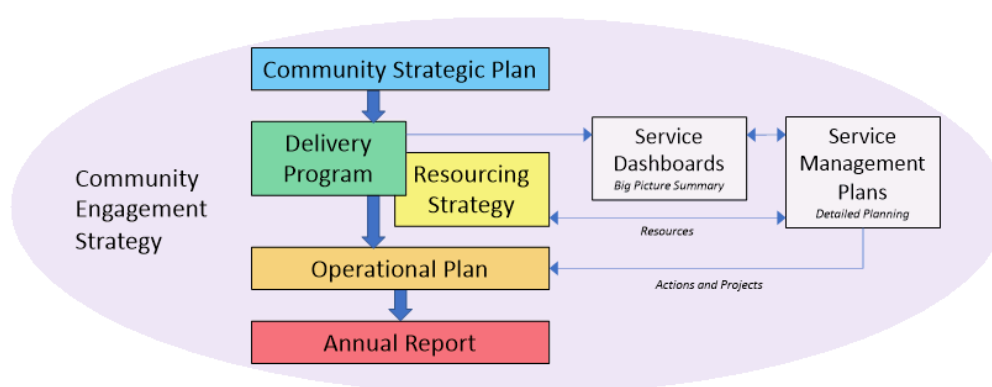 Community Strategic Plan
Delivery
Program
Resourcing
Strategy
Service
Dashboards
Big Picture Summary
Service
Management
Plans
Detailed Planning
Community
Engagement
Strategy
Resources
Operational Plan
Actions and Projects
Annual Report